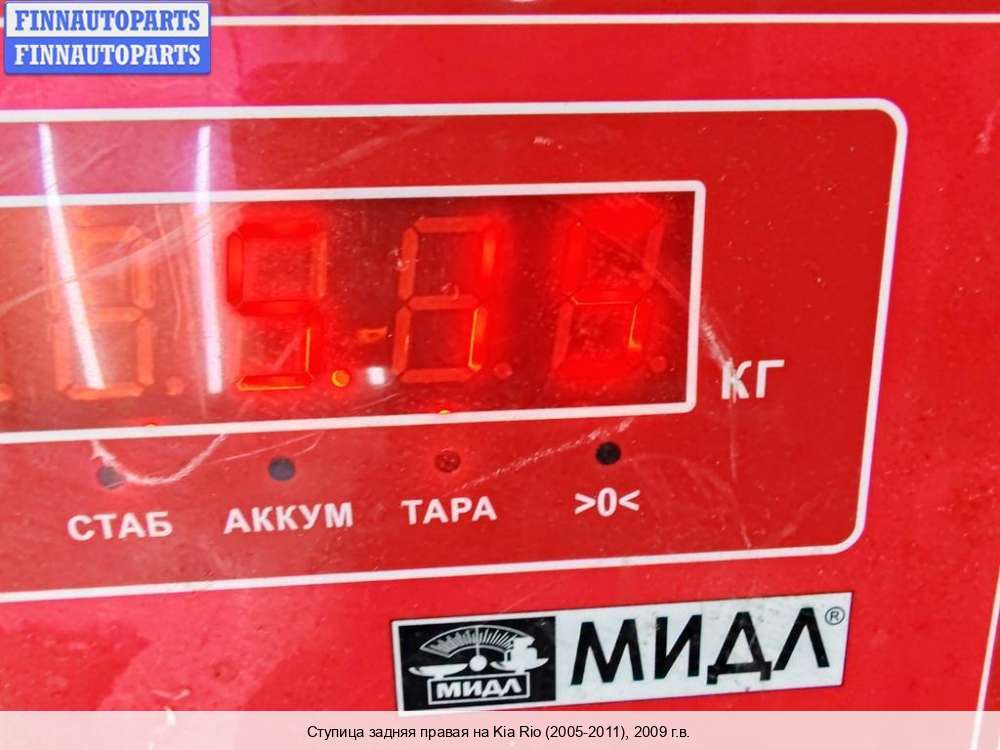 FINNAUTOPARTS
FINNAUTOPARTS
КГ
СТАБ АККУМ ТАРА >0<
МИДЛ МИДЛ®
Ступица задняя правая на Kia Rio (2005-2011), 2009 г.в.